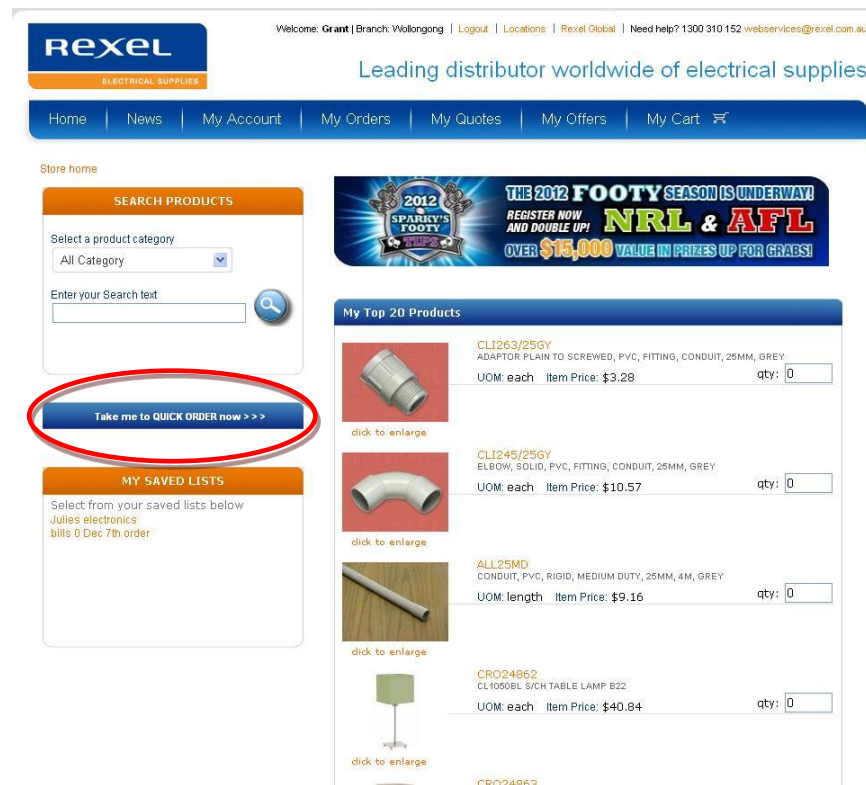 Welcome: Grant | Branch: Wollongong | Logout | Locations | Rexel Global | Need help? 1300 310 152 webservices@rexel.com.au
REXEL
ELECTRICAL SUPPLIES
Leading distributor worldwide of electrical supplies
Home | News | My Account | My Orders | My Quotes | My Offers | My Cart
Store home
SEARCH PRODUCTS
Select a product category
All Category
Enter your Search text
Take me to QUICK ORDER now > > >
MY SAVED LISTS
Select from your saved lists below
Julies electronics
bills 0 Dec 7th order
2012
SPARKY'S
FOOTY
TIPS
THE 2012 FOOTY SEASON IS UNDERWAY!
REGISTER NOW
AND DOUBLE UP! NRL & AFL
OVER $15,000 VALUE IN PRIZES UP FOR GRABS!
My Top 20 Products
CLI263/25GY
ADAPTOR PLAIN TO SCREWED, PVC, FITTING, CONDUIT, 25MM, GREY
UOM: each Item Price: $3.28 qty: 0
click to enlarge
CLI245/25GY
ELBOW, SOLID, PVC, FITTING, CONDUIT, 25MM, GREY
UOM: each Item Price: $10.57 qty: 0
click to enlarge
ALL25MD
CONDUIT, PVC, RIGID, MEDIUM DUTY, 25MM, 4M, GREY
UOM: length Item Price: $9.16 qty: 0
click to enlarge
CRO24862
CL1050BL S/CH TABLE LAMP B22
UOM: each Item Price: $40.84 qty: 0
click to enlarge
CRO24863